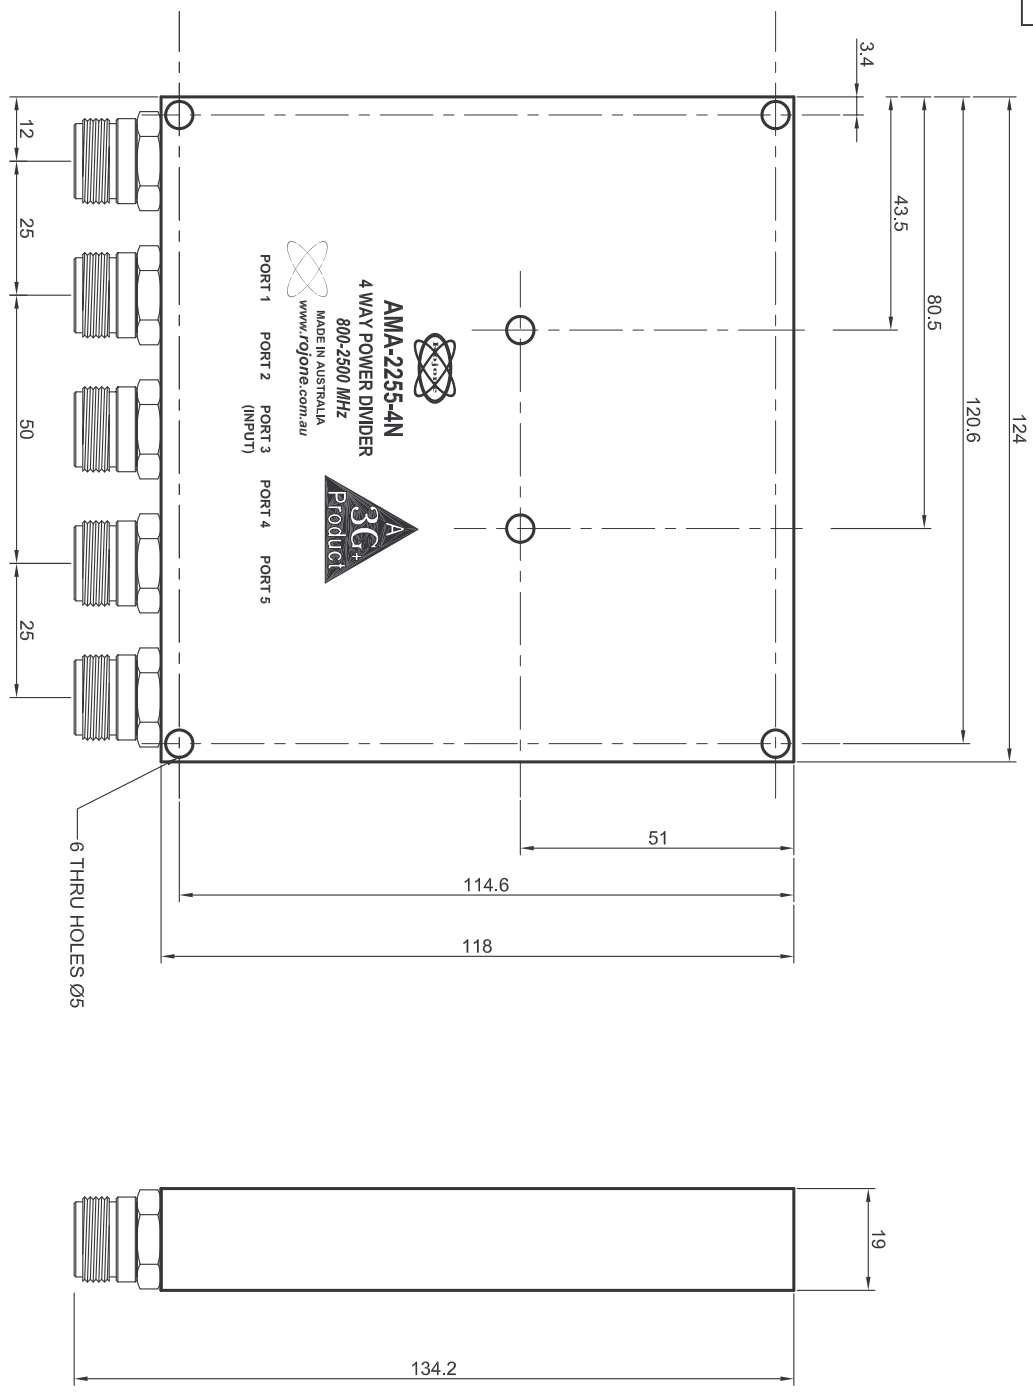 3.4
43.5
80.5
120.6
124
12
25
50
25
Rojone
AMA-2255-4N
4 WAY POWER DIVIDER
800-2500 MHz
MADE IN AUSTRALIA
www.rojone.com.au
A
3G+
Product
PORT 1 PORT 2 PORT 3 PORT 4 PORT 5
(INPUT)
51
114.6
118
6 THRU HOLES Ø5
19
134.2